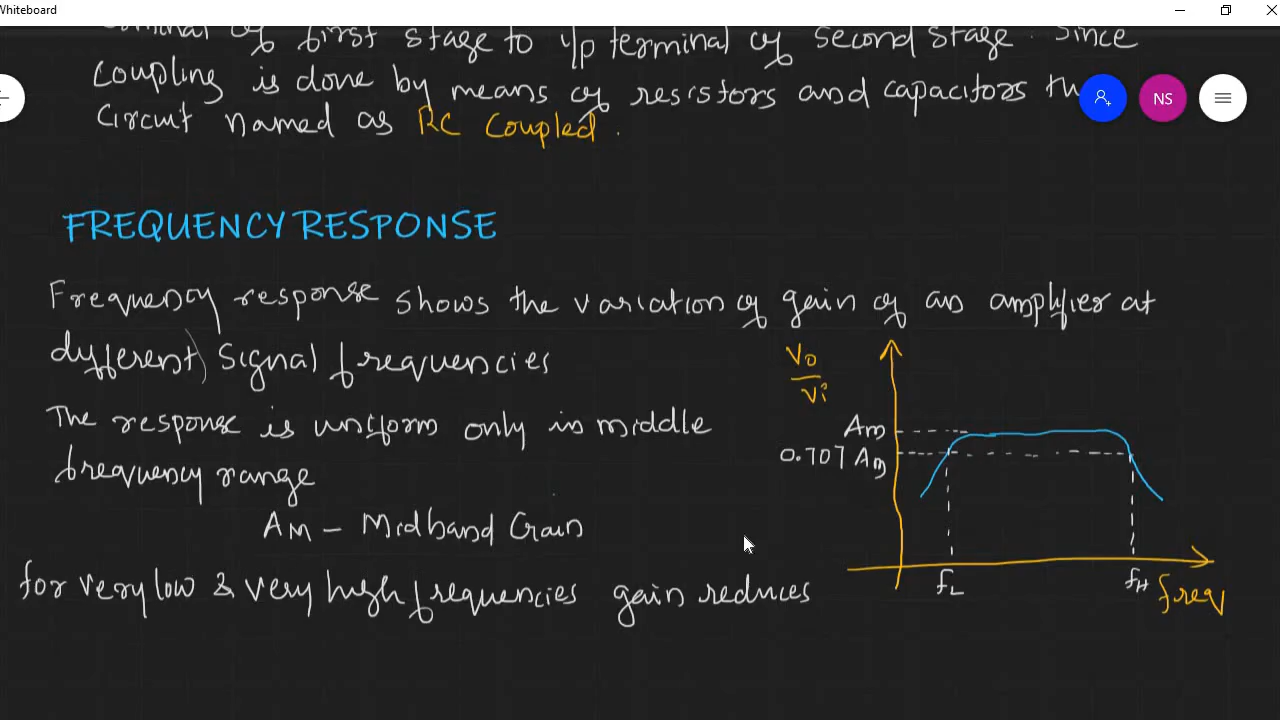 Whiteboard
of first stage to i/p terminal of second stage. Since
Coupling is done by means of resistors and capacitors
Circuit named as RC Coupled.
NS
FREQUENCY RESPONSE
Frequency response shows the variation of gain of an amplifier at
different signal frequencies
The response is uniform only in middle
frequency range
AM - Midband Gain
for very low & very high frequencies gain reduces
Vo
Vi
Am
0.707 Am
fL
fH
freq